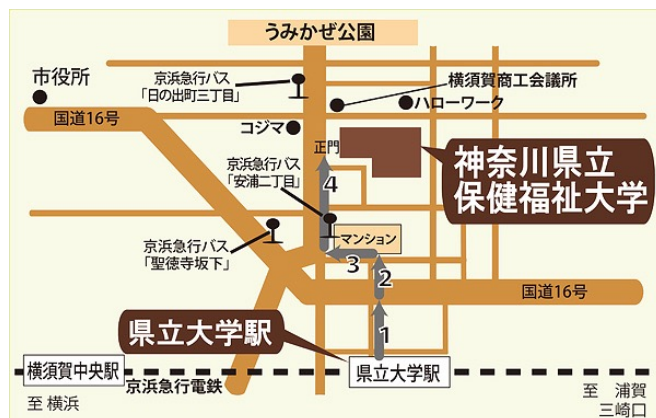 うみかぜ公園
市役所
京浜急行バス
「日の出町三丁目」
横須賀商工会議所
ハローワーク
国道16号
コジマ
正門
神奈川県立
保健福祉大学
京浜急行バス
「安浦二丁目」
4
京浜急行バス
「聖徳寺坂下」
マンション
3
2
国道16号
県立大学駅
1
横須賀中央駅
京浜急行電鉄
県立大学駅
至 横浜
至 浦賀
三崎口